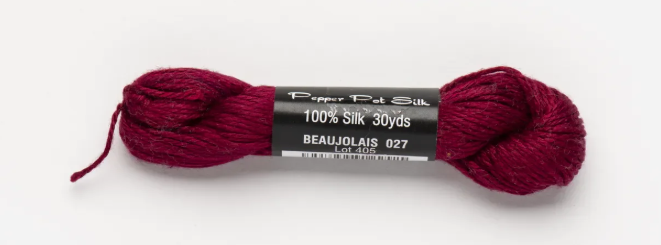 Pepper Pot Silk
100% Silk 30yds
BEAUJOLAIS 027
Lot 405